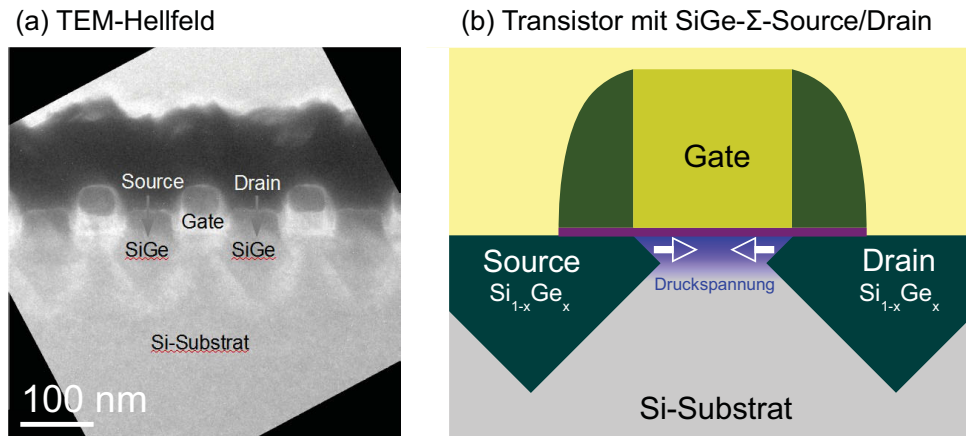 (a) TEM-Hellfeld
Source
Drain
Gate
SiGe
SiGe
Si-Substrat
100 nm
(b) Transistor mit SiGe-Σ-Source/Drain
Gate
Source
Si₁₋ₓGeₓ
Druckspannung
Drain
Si₁₋ₓGeₓ
Si-Substrat